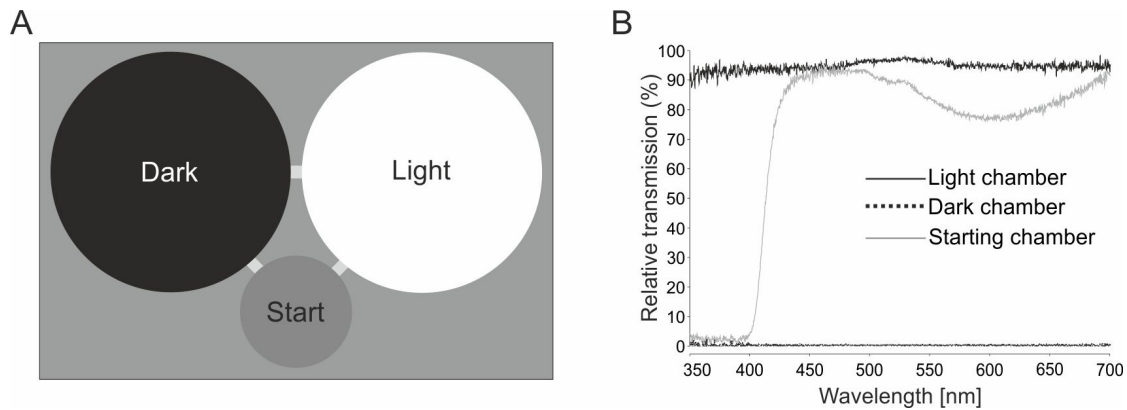 A
Dark
Light
Start
B
Relative transmission (%)
100
90
80
70
60
50
40
30
20
10
0
Light chamber
Dark chamber
Starting chamber
350 400 450 500 550 600 650 700
Wavelength [nm]